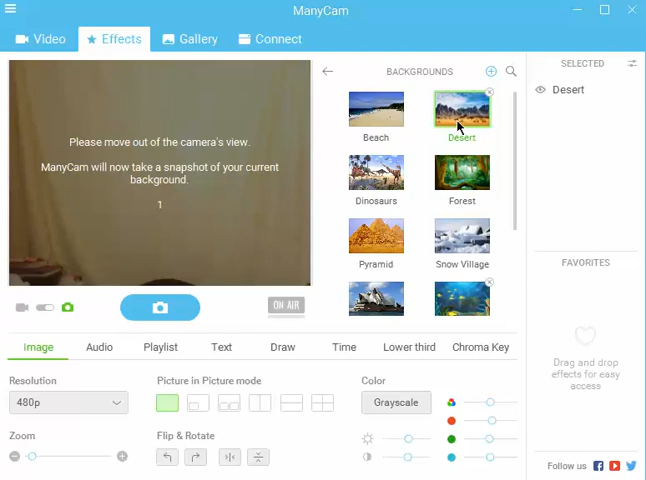 ManyCam
Video
Effects
Gallery
Connect
Please move out of the camera's view.
ManyCam will now take a snapshot of your current
background.
1
BACKGROUNDS
Beach
Desert
Dinosaurs
Forest
Pyramid
Snow Village
SELECTED
Desert
FAVORITES
Drag and drop
effects for easy
access
ON AIR
Image
Audio
Playlist
Text
Draw
Time
Lower third
Chroma Key
Resolution
480p
Picture in Picture mode
Color
Grayscale
Zoom
Flip & Rotate
Follow us